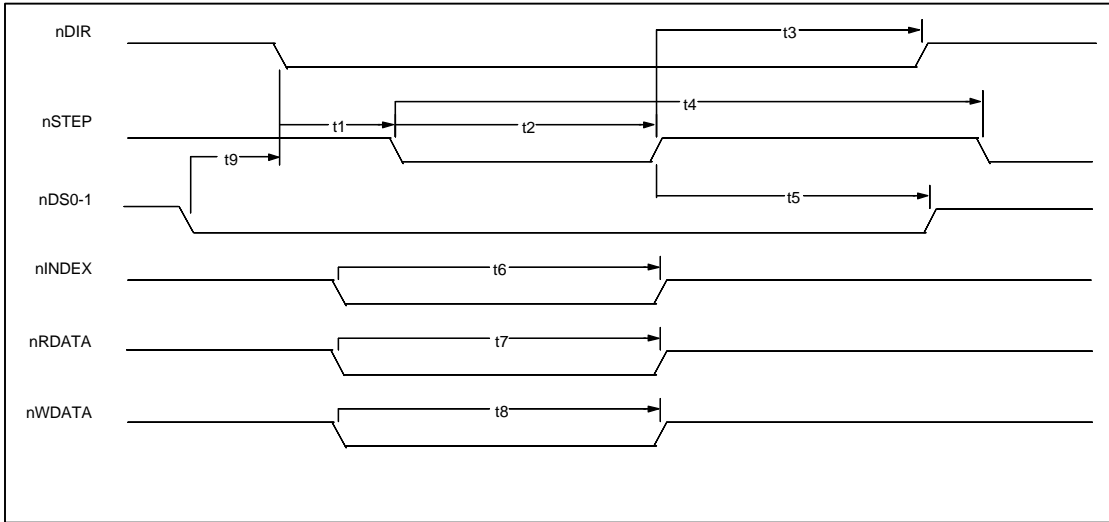 nDIR
t3
t4
nSTEP
t1
t2
t9
nDS0-1
t5
nINDEX
t6
nRDATA
t7
nWDATA
t8